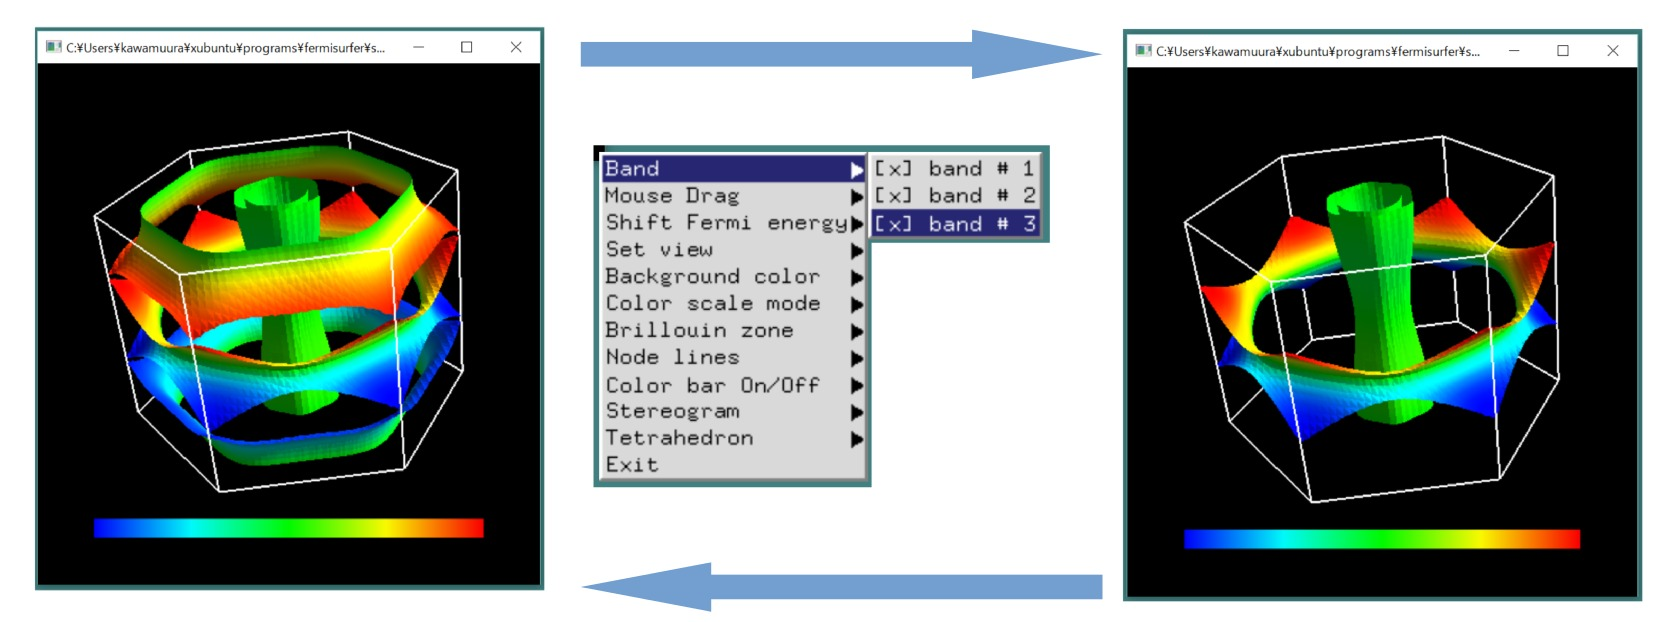 C:¥Users¥kawamuura¥xubuntu¥programs¥fermisurfer¥s...
C:¥Users¥kawamuura¥xubuntu¥programs¥fermisurfer¥s...
Band
[x] band # 1
Mouse Drag
[x] band # 2
Shift Fermi energy
[x] band # 3
Set view
Background color
Color scale mode
Brillouin zone
Node lines
Color bar On/Off
Stereogram
Tetrahedron
Exit